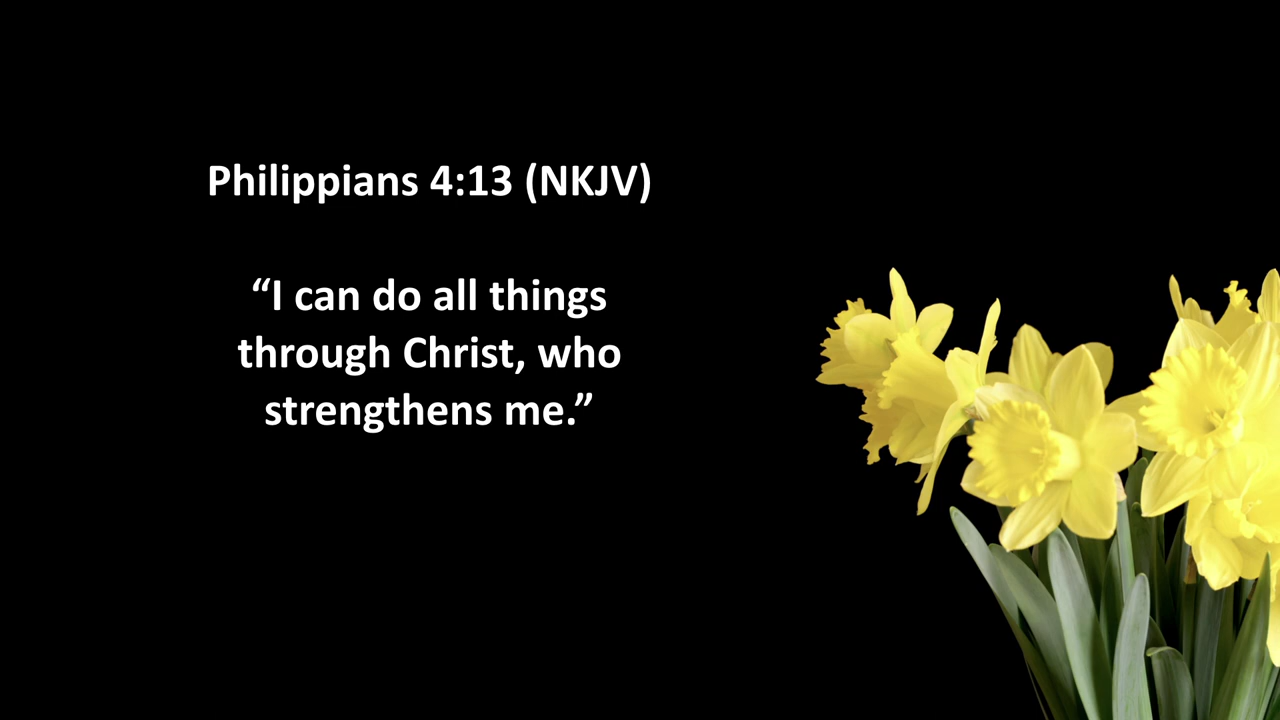 Philippians 4:13 (NKJV)
“I can do all things
through Christ, who
strengthens me.”